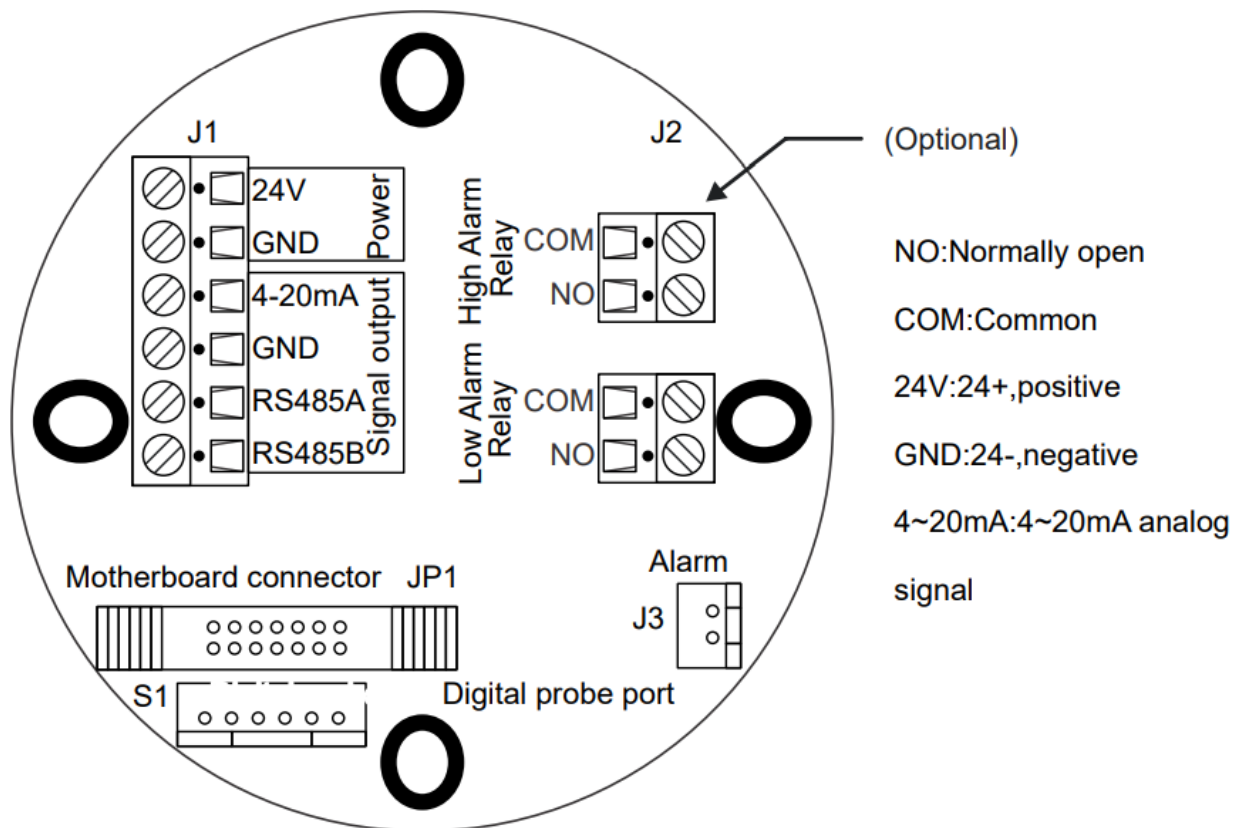 J1
J2
(Optional)
24V
GND
Power
4-20mA
GND
RS485A
RS485B
Signal output
High Alarm
Relay
COM
NO
Low Alarm
Relay
COM
NO
NO:Normally open
COM:Common
24V:24+,positive
GND:24-,negative
4~20mA:4~20mA analog
signal
Motherboard connector JP1
Alarm
J3
S1
Digital probe port